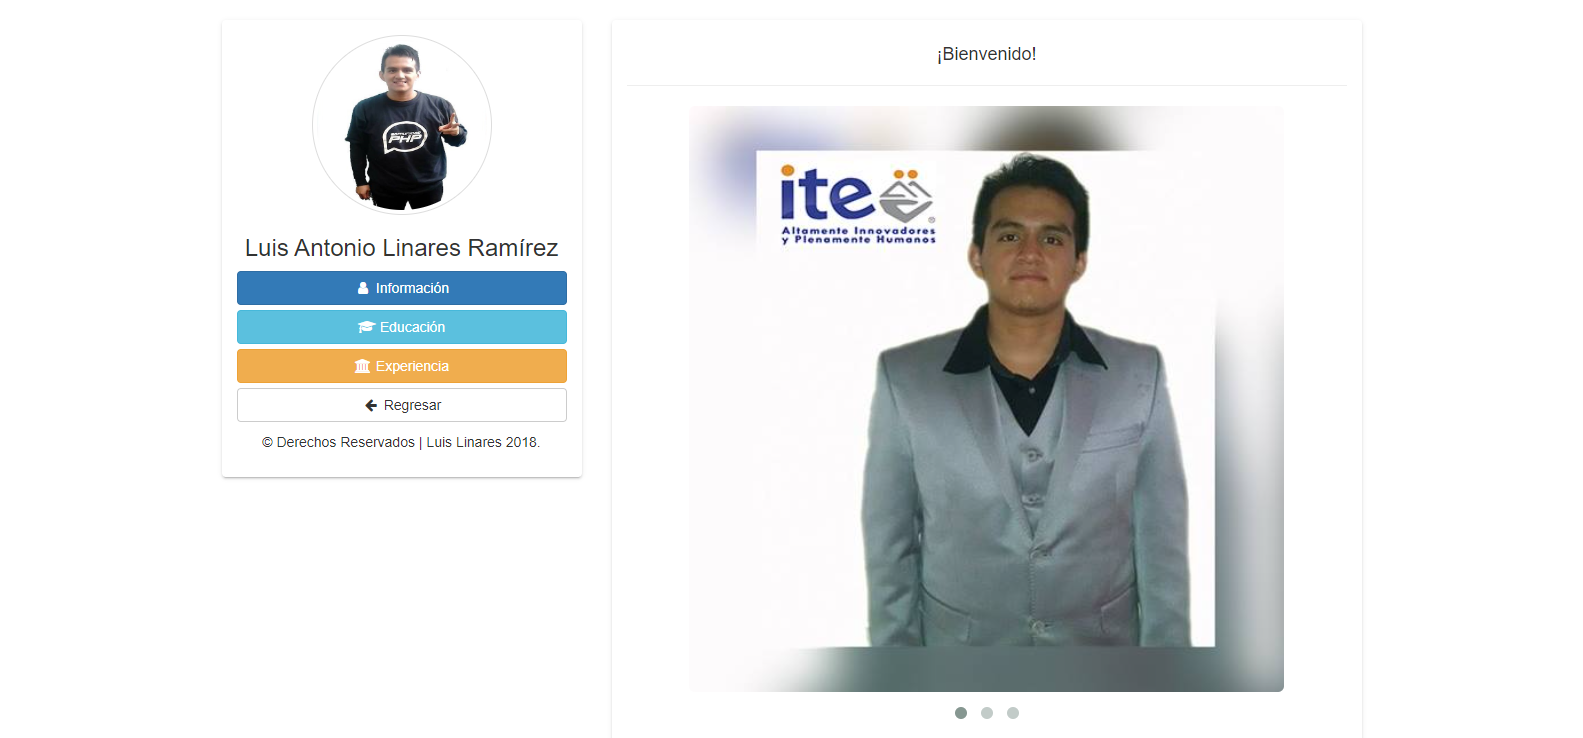 PHP
Luis Antonio Linares Ramírez
Información
Educación
Experiencia
Regresar
© Derechos Reservados | Luis Linares 2018.
¡Bienvenido!
ite
®
Altamente Innovadores
y Plenamente Humanos